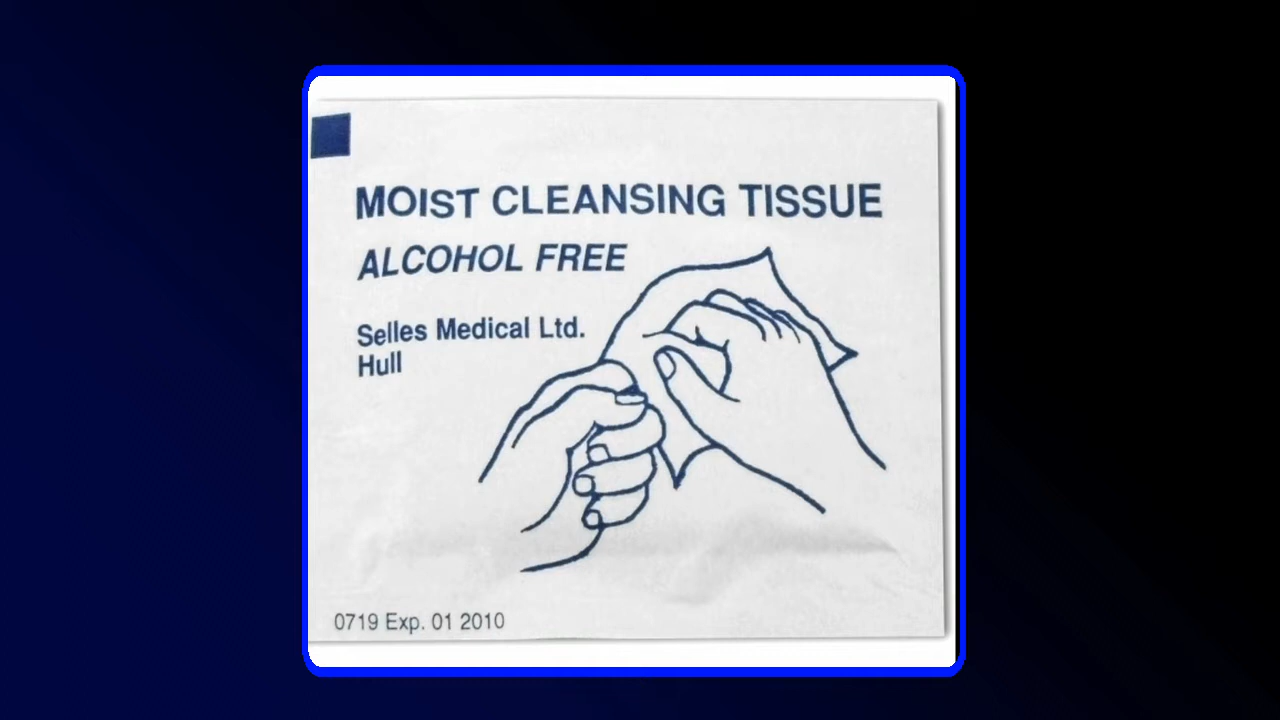 MOIST CLEANSING TISSUE
ALCOHOL FREE
Selles Medical Ltd.
Hull
0719 Exp. 01 2010